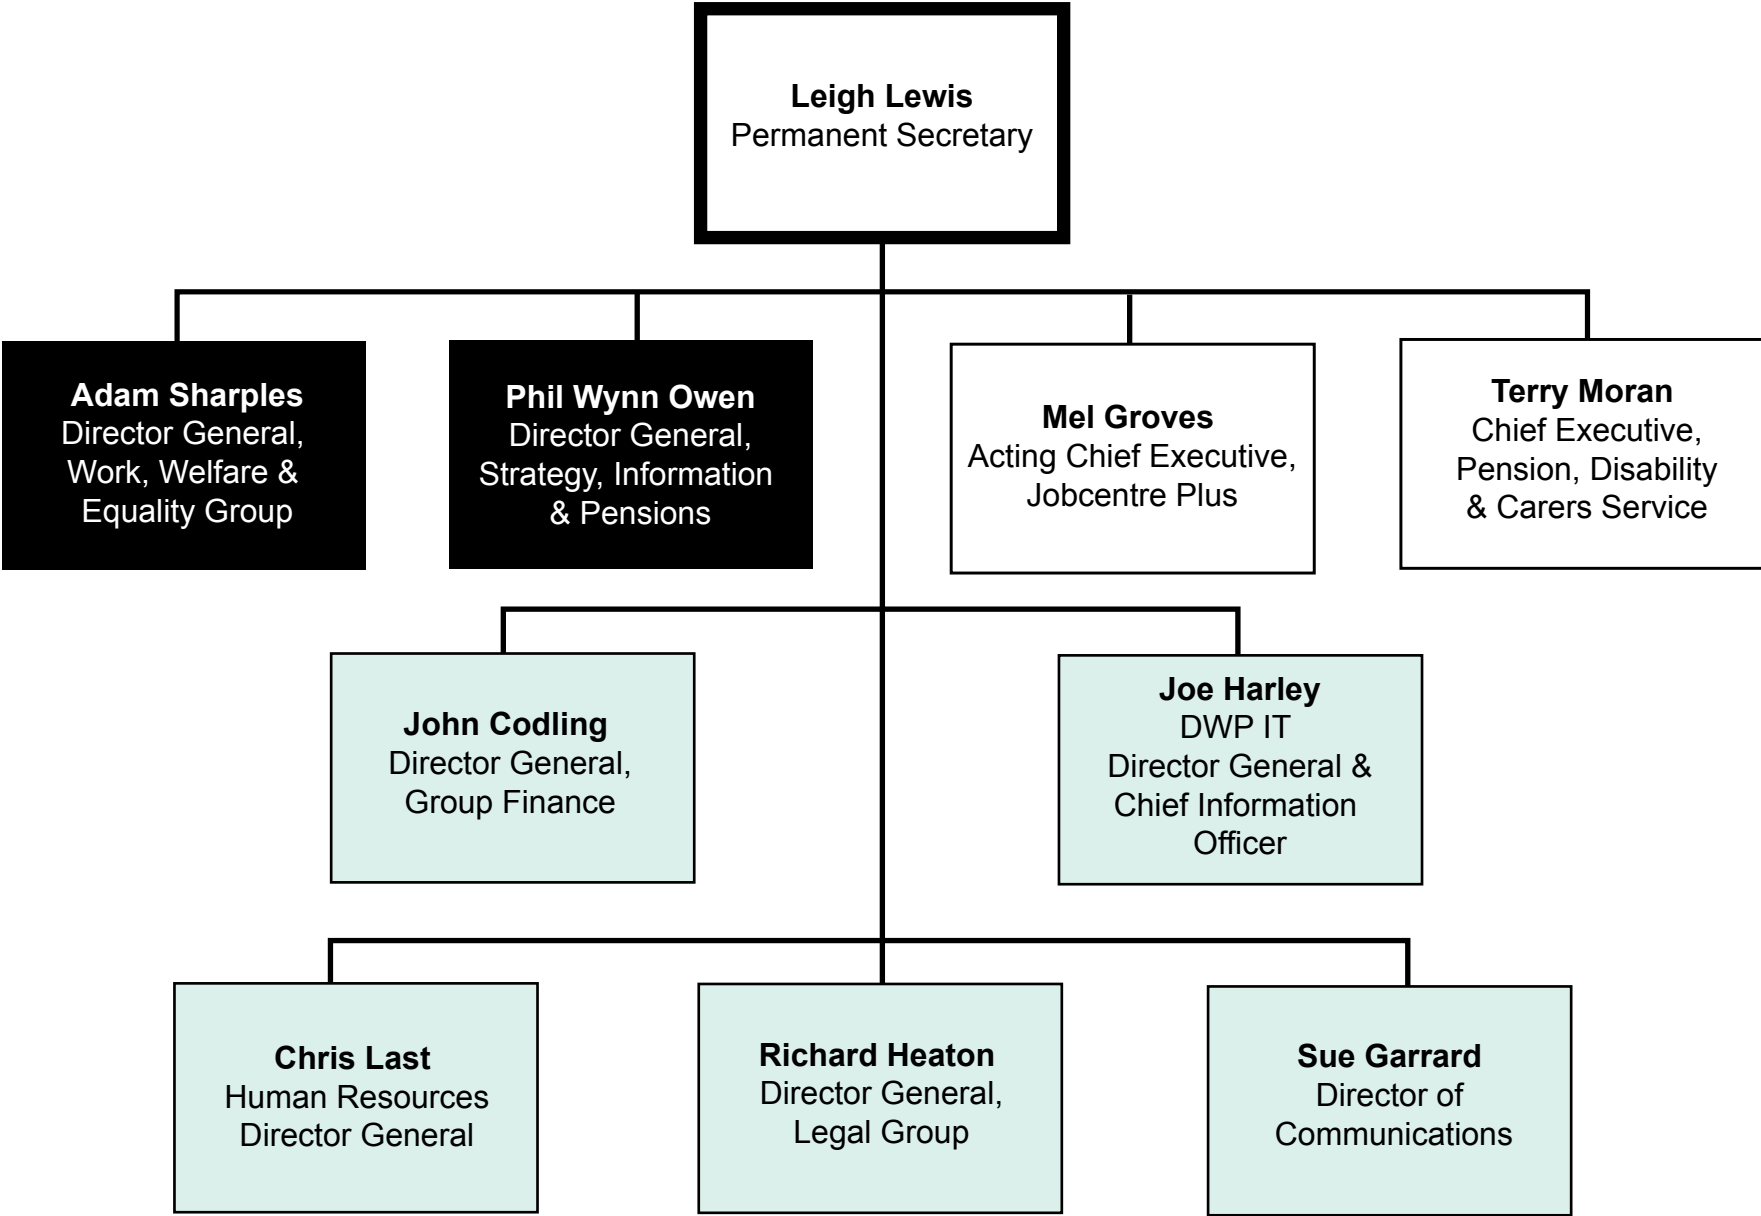 Leigh Lewis
Permanent Secretary
Adam Sharples
Director General,
Work, Welfare &
Equality Group
Phil Wynn Owen
Director General,
Strategy, Information
& Pensions
Mel Groves
Acting Chief Executive,
Jobcentre Plus
Terry Moran
Chief Executive,
Pension, Disability
& Carers Service
John Codling
Director General,
Group Finance
Joe Harley
DWP IT
Director General &
Chief Information
Officer
Chris Last
Human Resources
Director General
Richard Heaton
Director General,
Legal Group
Sue Garrard
Director of
Communications